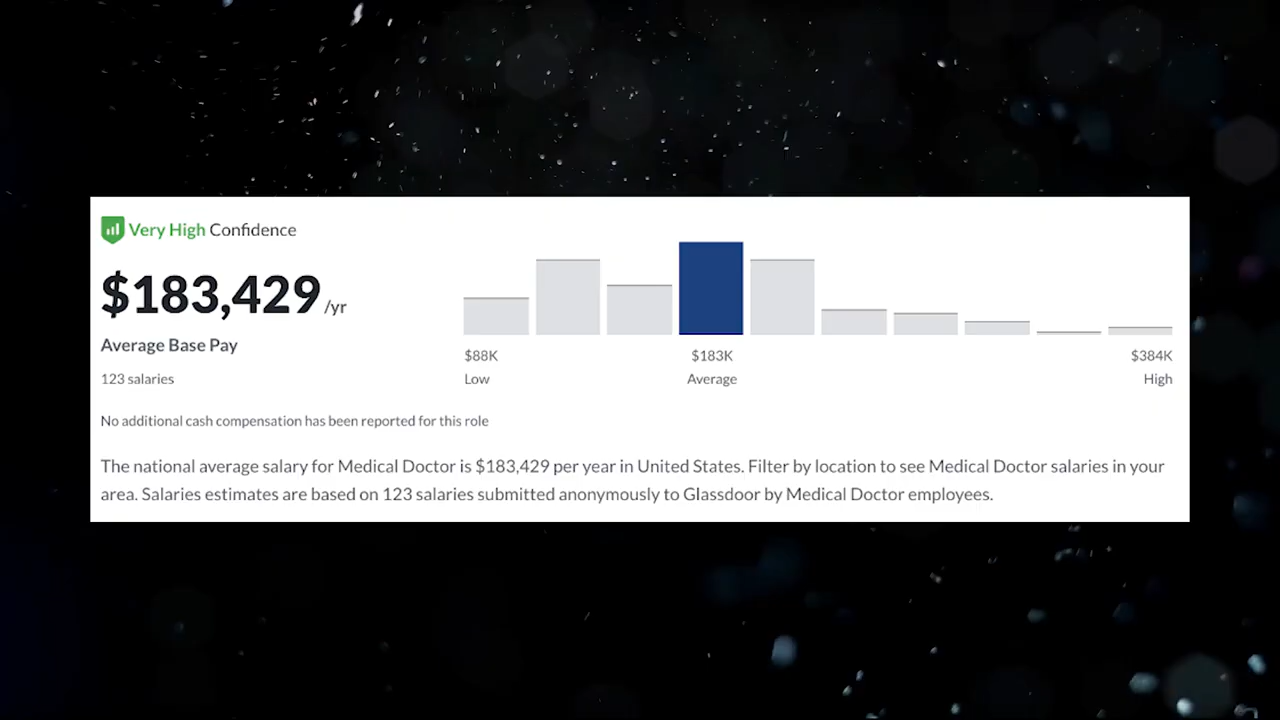 Very High Confidence
$183,429 /yr
Average Base Pay
123 salaries
$88K
Low
$183K
Average
$384K
High
No additional cash compensation has been reported for this role
The national average salary for Medical Doctor is $183,429 per year in United States. Filter by location to see Medical Doctor salaries in your
area. Salaries estimates are based on 123 salaries submitted anonymously to Glassdoor by Medical Doctor employees.